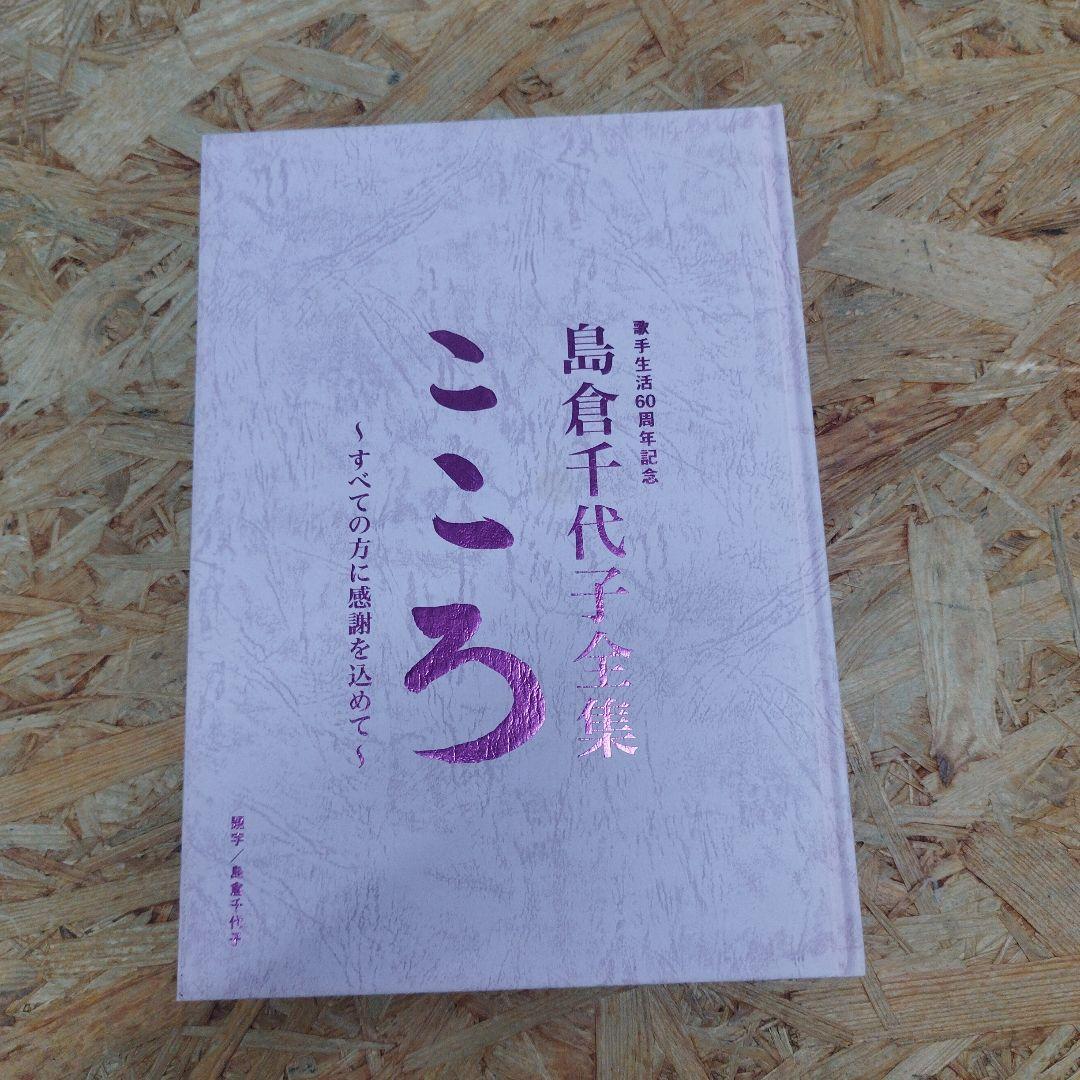 歌手生活60周年記念
島倉千代子全集
こころ
～すべての方に感謝を込めて～
題字／島倉千代子